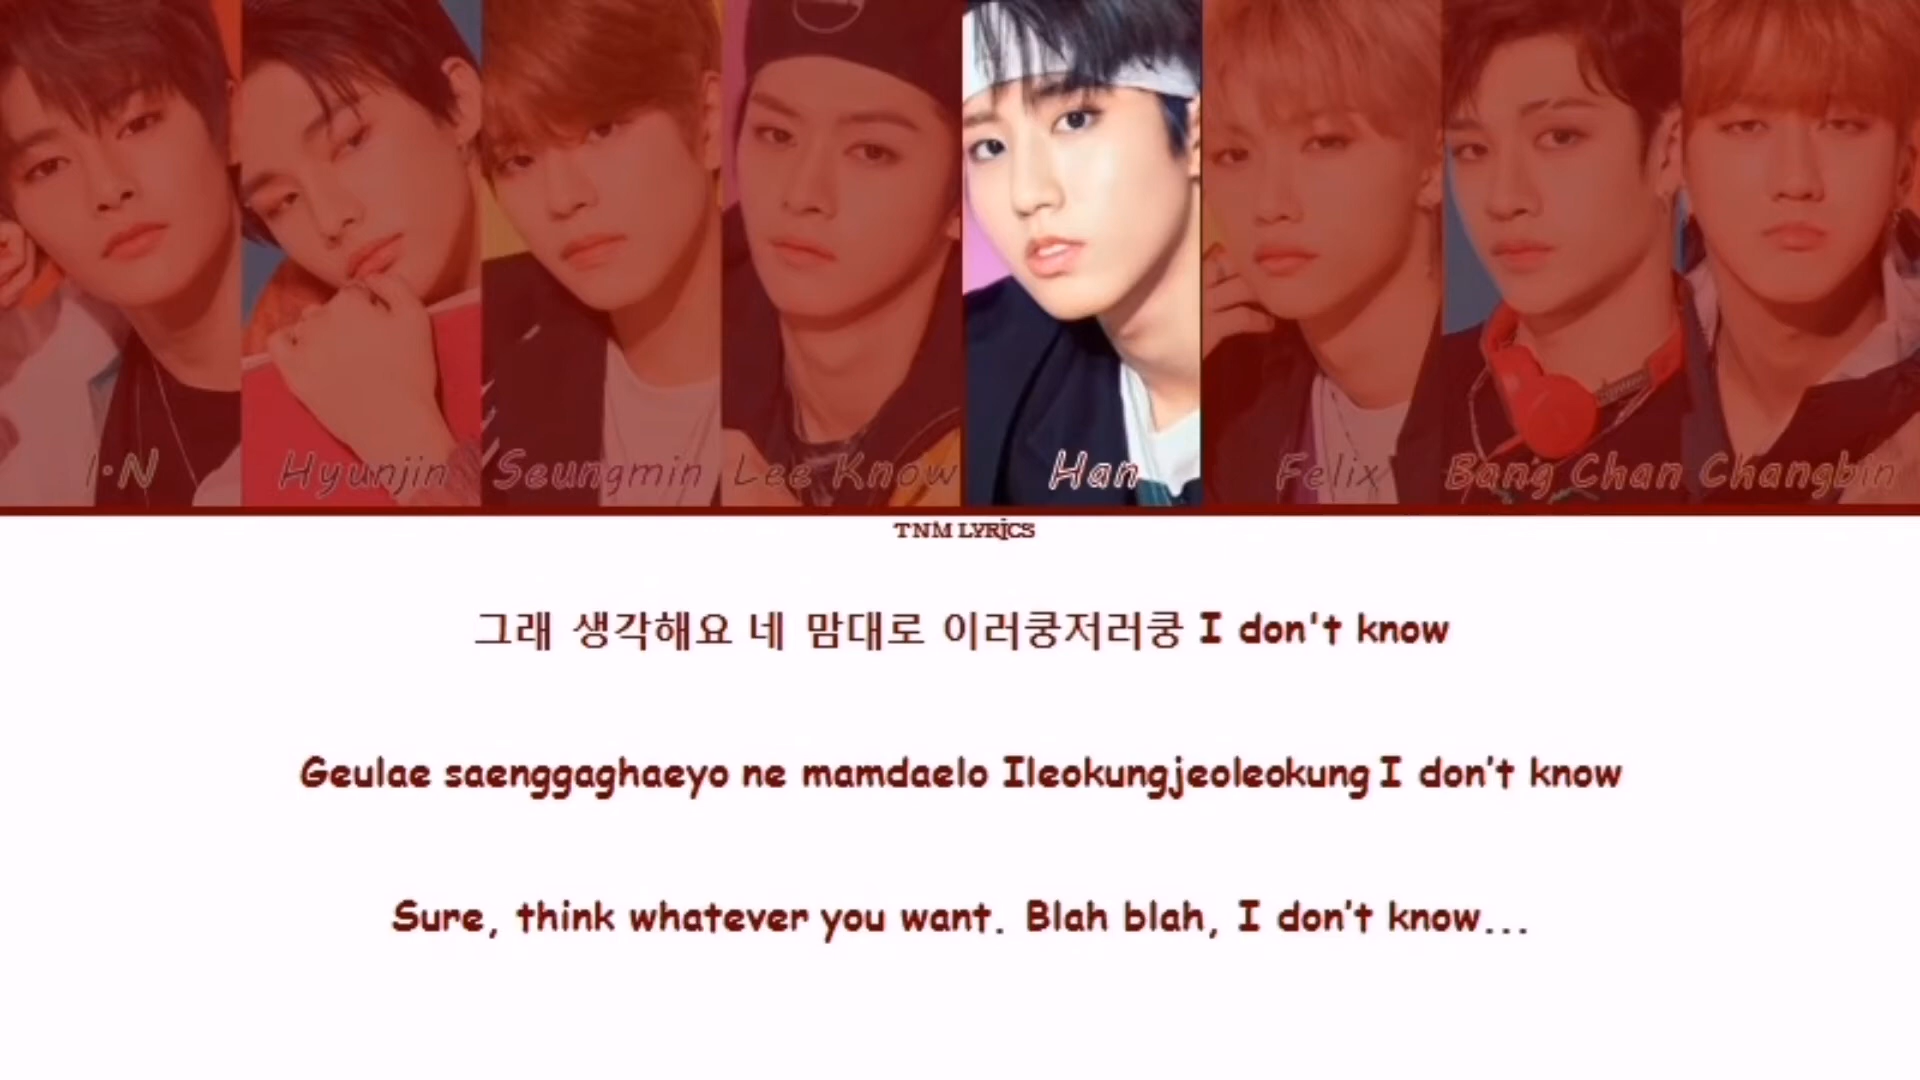 I•N Hyunjin Seungmin Lee Know Han Felix Bang Chan Changbin
TNM LYRiCS
그래 생각해요 네 맘대로 이러쿵저러쿵 I don't know
Geulae saenggaghaeyo ne mamdaelo Ileokungjeoleokung I don't know
Sure, think whatever you want. Blah blah, I don't know...